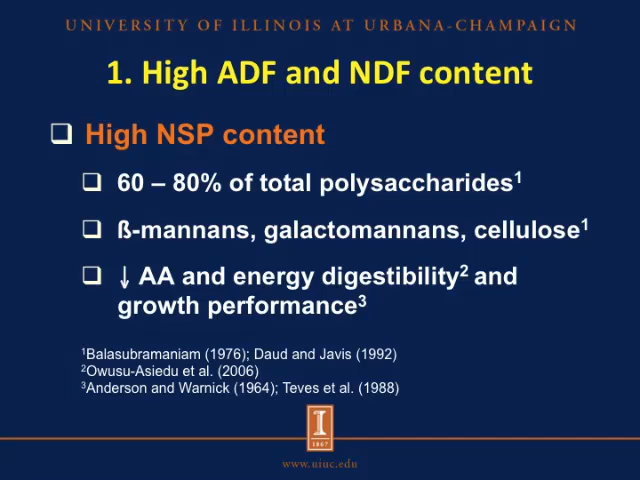 UNIVERSITY OF ILLINOIS AT URBANA-CHAMPAIGN
1. High ADF and NDF content
❑ High NSP content
❑ 60 – 80% of total polysaccharides¹
❑ ß-mannans, galactomannans, cellulose¹
❑ ↓ AA and energy digestibility² and
growth performance³
¹Balasubramaniam (1976); Daud and Javis (1992)
²Owusu-Asiedu et al. (2006)
³Anderson and Warnick (1964); Teves et al. (1988)
I
1867
www.uiuc.edu